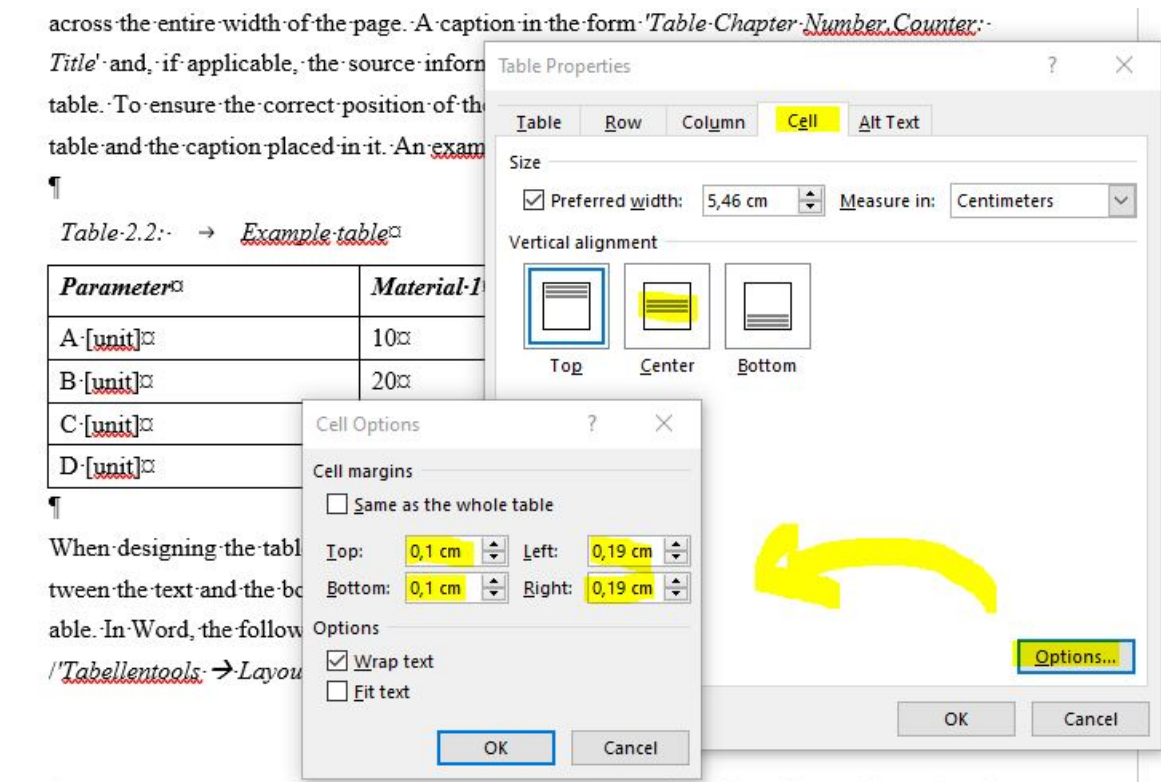 across the entire width of the page. A caption in the form 'Table Chapter Number.Counter:
Title' and, if applicable, the source inform
table. To ensure the correct position of the
table and the caption placed in it. An exam
¶
Table 2.2: → Example table¤
Parameter¤ Material 1
A [unit]¤ 10¤
B [unit]¤ 20¤
C [unit]¤
D [unit]¤
¶
When designing the tabl
tween the text and the bo
able. In Word, the follow
/'Tabellentools → Layou
Table Properties ? ×
Table Row Column Cell Alt Text
Size
Preferred width: 5,46 cm Measure in: Centimeters
Vertical alignment
Top Center Bottom
Options...
OK Cancel
Cell Options ? ×
Cell margins
Same as the whole table
Top: 0,1 cm Left: 0,19 cm
Bottom: 0,1 cm Right: 0,19 cm
Options
Wrap text
Fit text
OK Cancel